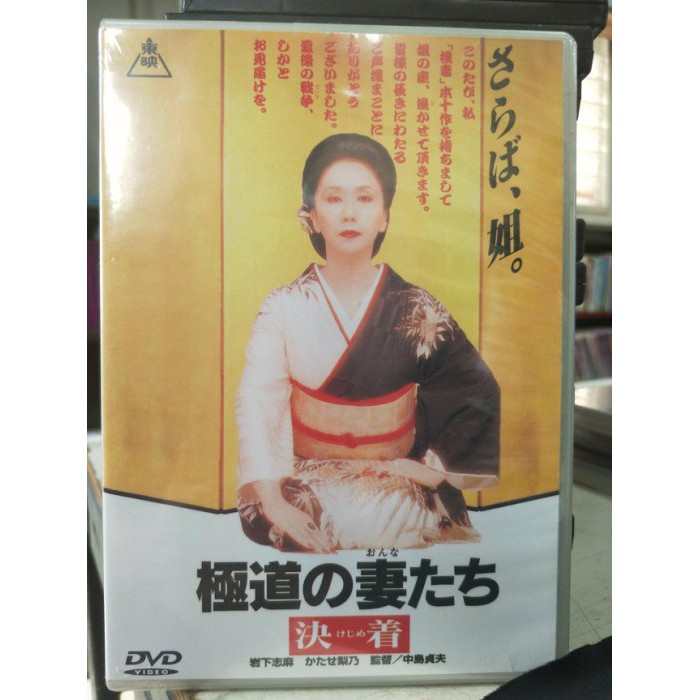 東映
さらば、姐。
このたび、私
「極妻」本十作を持ちまして
姐の座、退かせて頂きます。
皆様の長きにわたる
ご声援まことに
ありがとう
ございました。
最後の戦争、
しかと
お見届けを。
おんな
極道の妻たち
決着
けじめ
DVD
VIDEO
岩下志麻 かたせ梨乃 監督/中島貞夫